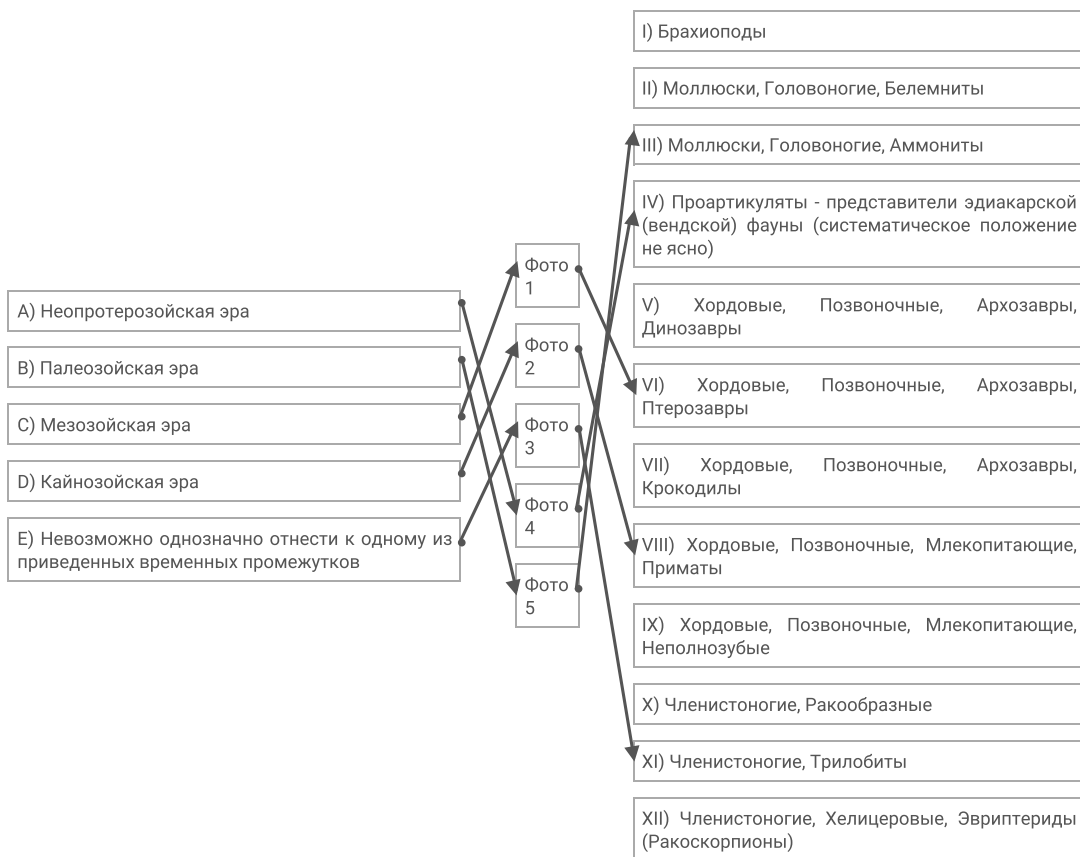 А) Неопротерозойская эра
В) Палеозойская эра
С) Мезозойская эра
D) Кайнозойская эра
Е) Невозможно однозначно отнести к одному из
приведенных временных промежутков
Фото
1
Фото
2
Фото
3
Фото
4
Фото
5
I) Брахиоподы
II) Моллюски, Головоногие, Белемниты
III) Моллюски, Головоногие, Аммониты
IV) Проартикуляты - представители эдиакарской
(вендской) фауны (систематическое положение
не ясно)
V) Хордовые, Позвоночные, Архозавры,
Динозавры
VI) Хордовые, Позвоночные, Архозавры,
Птерозавры
VII) Хордовые, Позвоночные, Архозавры,
Крокодилы
VIII) Хордовые, Позвоночные, Млекопитающие,
Приматы
IX) Хордовые, Позвоночные, Млекопитающие,
Неполнозубые
X) Членистоногие, Ракообразные
XI) Членистоногие, Трилобиты
XII) Членистоногие, Хелицеровые, Эвриптериды
(Ракоскорпионы)